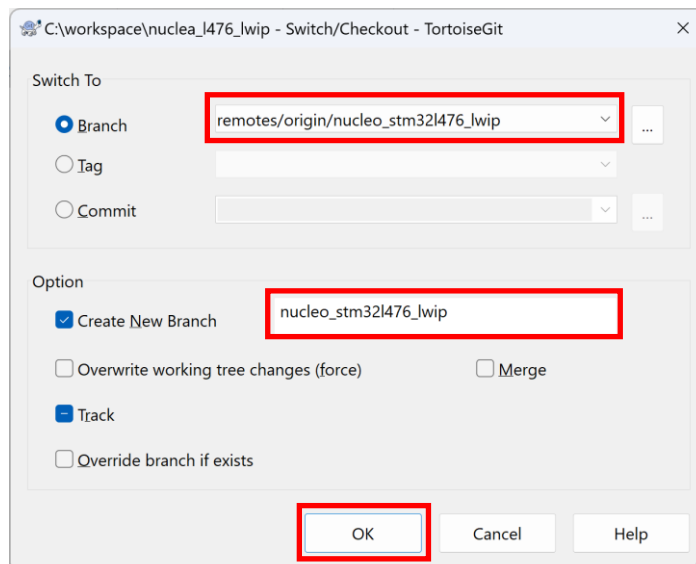 C:\workspace\nuclea_l476_lwip - Switch/Checkout - TortoiseGit
Switch To
Branch
remotes/origin/nucleo_stm32l476_lwip
...
Tag
Commit
...
Option
Create New Branch
nucleo_stm32l476_lwip
Overwrite working tree changes (force)
Merge
Track
Override branch if exists
OK
Cancel
Help